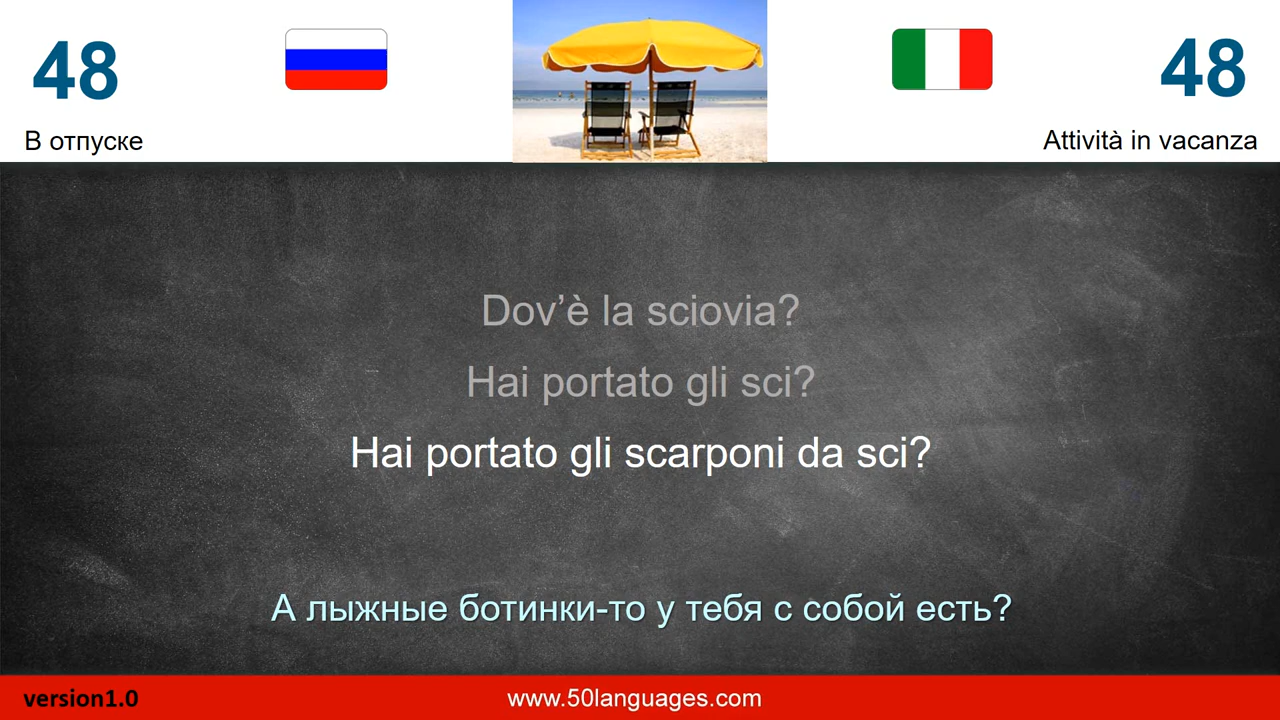 48
48
В отпуске
Attività in vacanza
Dov’è la sciovia?
Hai portato gli sci?
Hai portato gli scarponi da sci?
А лыжные ботинки-то у тебя с собой есть?
version1.0
www.50languages.com